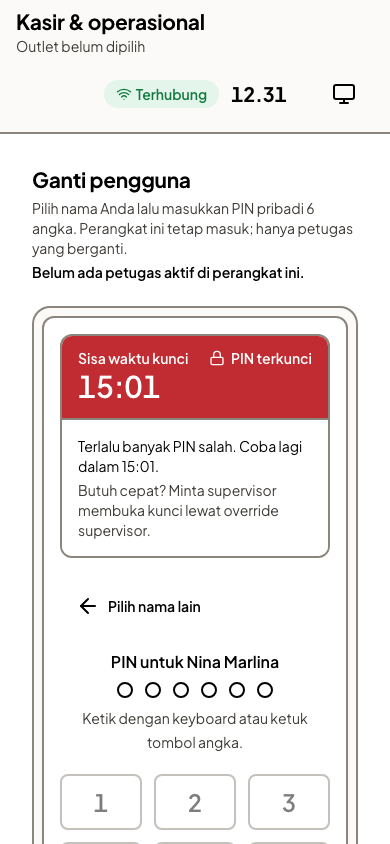 Kasir & operasional
Outlet belum dipilih
Terhubung
12.31
Ganti pengguna
Pilih nama Anda lalu masukkan PIN pribadi 6
angka. Perangkat ini tetap masuk; hanya petugas
yang berganti.
Belum ada petugas aktif di perangkat ini.
Sisa waktu kunci
PIN terkunci
15:01
Terlalu banyak PIN salah. Coba lagi
dalam 15:01.
Butuh cepat? Minta supervisor
membuka kunci lewat override
supervisor.
Pilih nama lain
PIN untuk Nina Marlina
Ketik dengan keyboard atau ketuk
tombol angka.
1
2
3